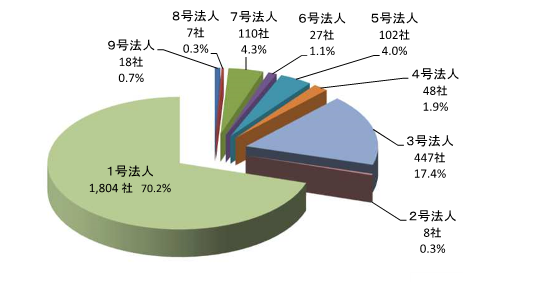 8号法人
7社
0.3%
7号法人
110社
4.3%
6号法人
27社
1.1%
5号法人
102社
4.0%
9号法人
18社
0.7%
4号法人
48社
1.9%
3号法人
447社
17.4%
1号法人
1,804 社 70.2%
2号法人
8社
0.3%